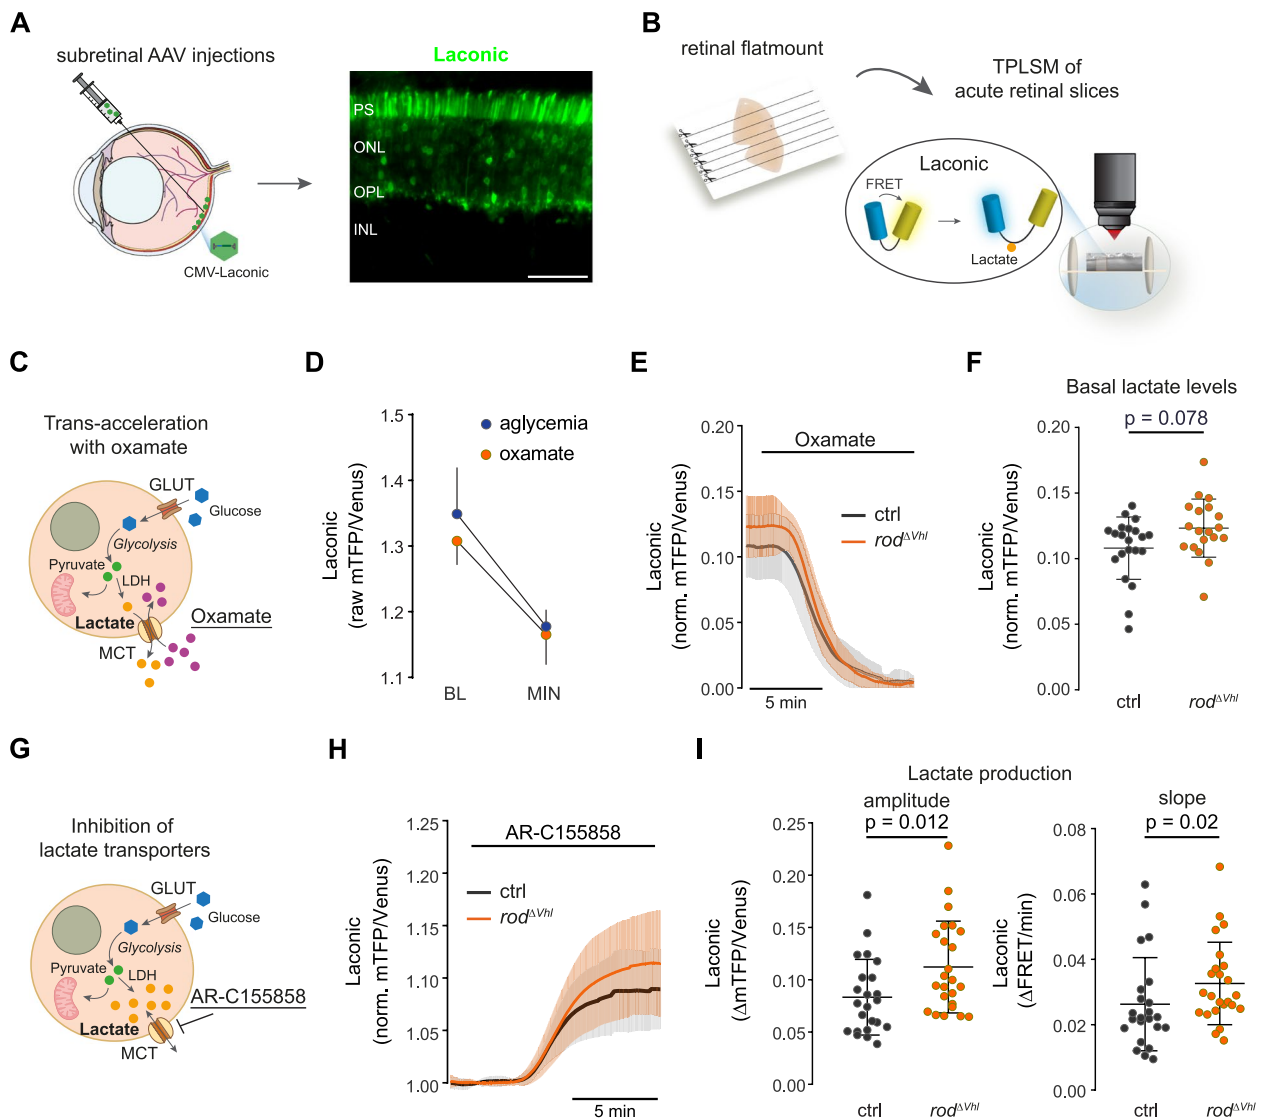 A
subretinal AAV injections
CMV-Laconic
Laconic
PS
ONL
OPL
INL
B
retinal flatmount
TPLSM of
acute retinal slices
Laconic
FRET
Lactate
C
Trans-acceleration
with oxamate
GLUT
Glucose
Glycolysis
Pyruvate
LDH
Lactate
Oxamate
MCT
D
Laconic
(raw mTFP/Venus)
1.5
1.4
1.3
1.2
1.1
aglycemia
oxamate
BL
MIN
E
Laconic
(norm. mTFP/Venus)
0.20
0.15
0.10
0.05
0.00
Oxamate
ctrl
rodΔVhl
5 min
F
Basal lactate levels
p = 0.078
Laconic
(norm. mTFP/Venus)
0.20
0.15
0.10
0.05
0.00
ctrl
rodΔVhl
G
Inhibition of
lactate transporters
GLUT
Glucose
Glycolysis
Pyruvate
LDH
AR-C155858
Lactate
MCT
H
Laconic
(norm. mTFP/Venus)
1.25
1.20
1.15
1.10
1.05
1.00
AR-C155858
ctrl
rodΔVhl
5 min
I
Lactate production
amplitude
p = 0.012
Laconic
(ΔmTFP/Venus)
0.25
0.20
0.15
0.10
0.05
0.00
ctrl
rodΔVhl
slope
p = 0.02
Laconic
(ΔFRET/min)
0.08
0.06
0.04
0.02
0.00
ctrl
rodΔVhl